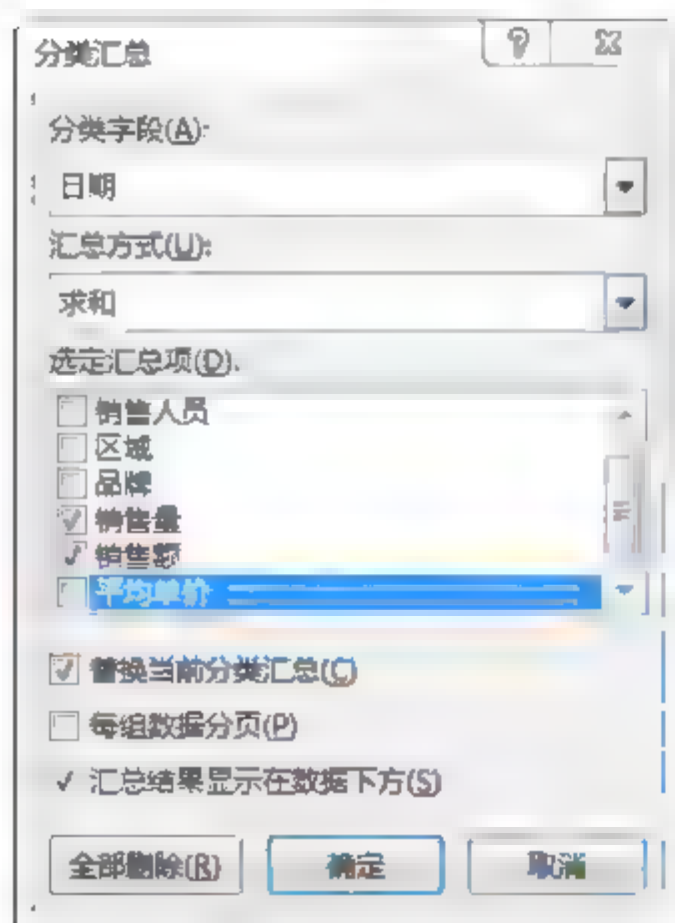 分类汇总
分类字段(A):
日期
汇总方式(U):
求和
选定汇总项(D):
销售人员
区域
品种
销售量
销售额
平均单价
替换当前分类汇总(C)
每组数据分页(P)
汇总结果显示在数据下方(S)
全部删除(R) 确定 取消